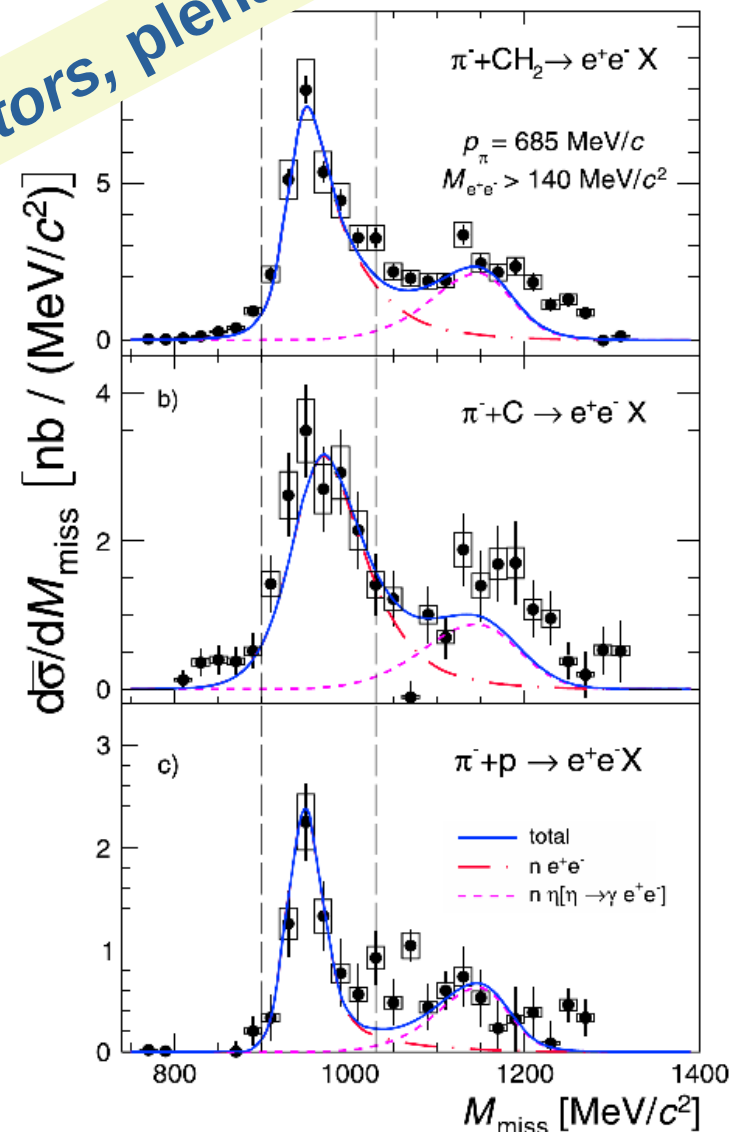 tors, plena
π⁻+CH₂→ e⁺e⁻ X
p_π = 685 MeV/c
M_e⁺e⁻ > 140 MeV/c²
5
0
dσ̅/dM_miss [nb / (MeV/c²)]
b)
π⁻+C → e⁺e⁻ X
4
2
0
c)
π⁻+p → e⁺e⁻X
3
total
n e⁺e⁻
n η[η →γ e⁺e⁻]
2
1
0
800 1000 1200 1400
M_miss [MeV/c²]